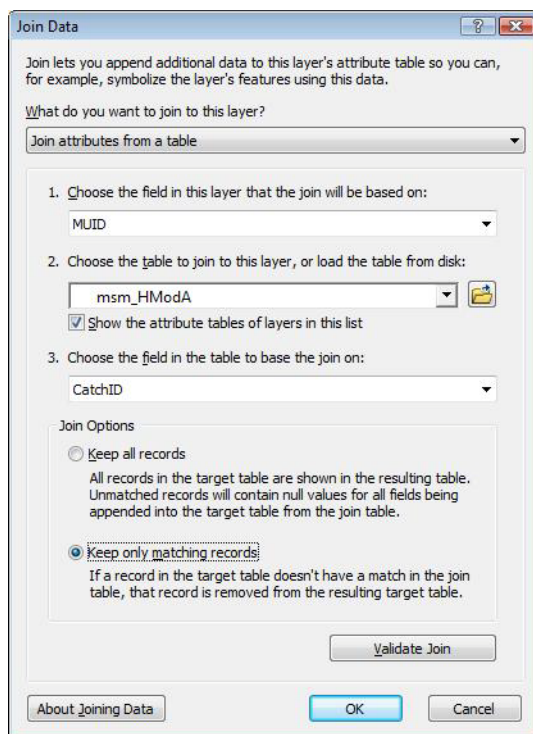 Join Data
Join lets you append additional data to this layer's attribute table so you can,
for example, symbolize the layer's features using this data.
What do you want to join to this layer?
Join attributes from a table
1. Choose the field in this layer that the join will be based on:
MUID
2. Choose the table to join to this layer, or load the table from disk:
msm_HModA
Show the attribute tables of layers in this list
3. Choose the field in the table to base the join on:
CatchID
Join Options
Keep all records
All records in the target table are shown in the resulting table.
Unmatched records will contain null values for all fields being
appended into the target table from the join table.
Keep only matching records
If a record in the target table doesn't have a match in the join
table, that record is removed from the resulting target table.
Validate Join
About Joining Data
OK
Cancel